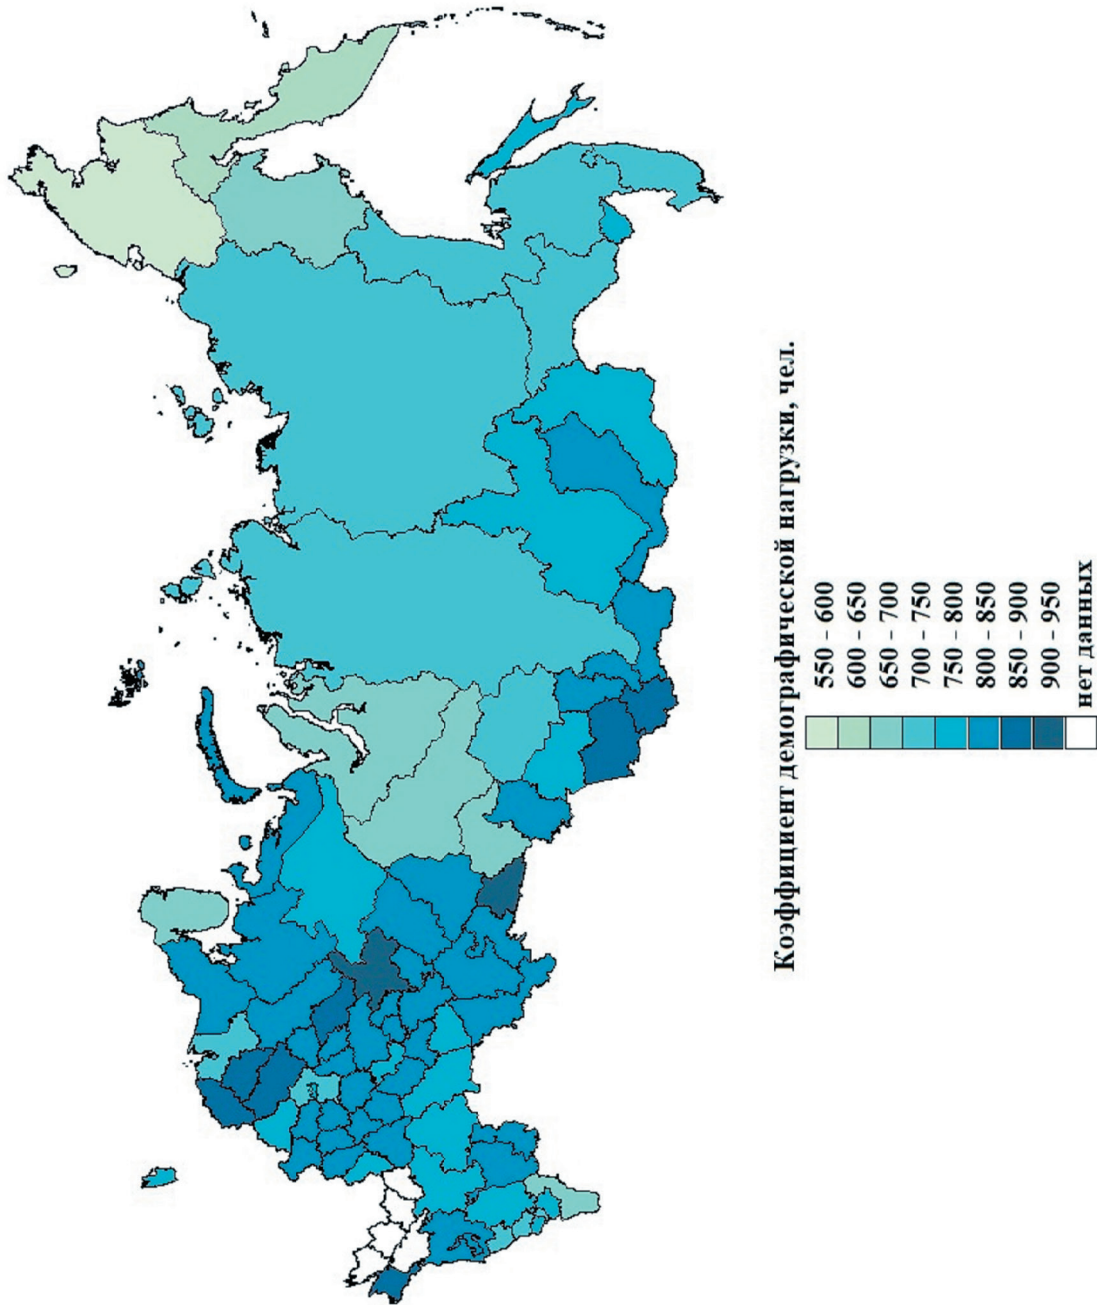 Коэффициент демографической нагрузки, чел.
550 – 600
600 – 650
650 – 700
700 – 750
750 – 800
800 – 850
850 – 900
900 – 950
нет данных